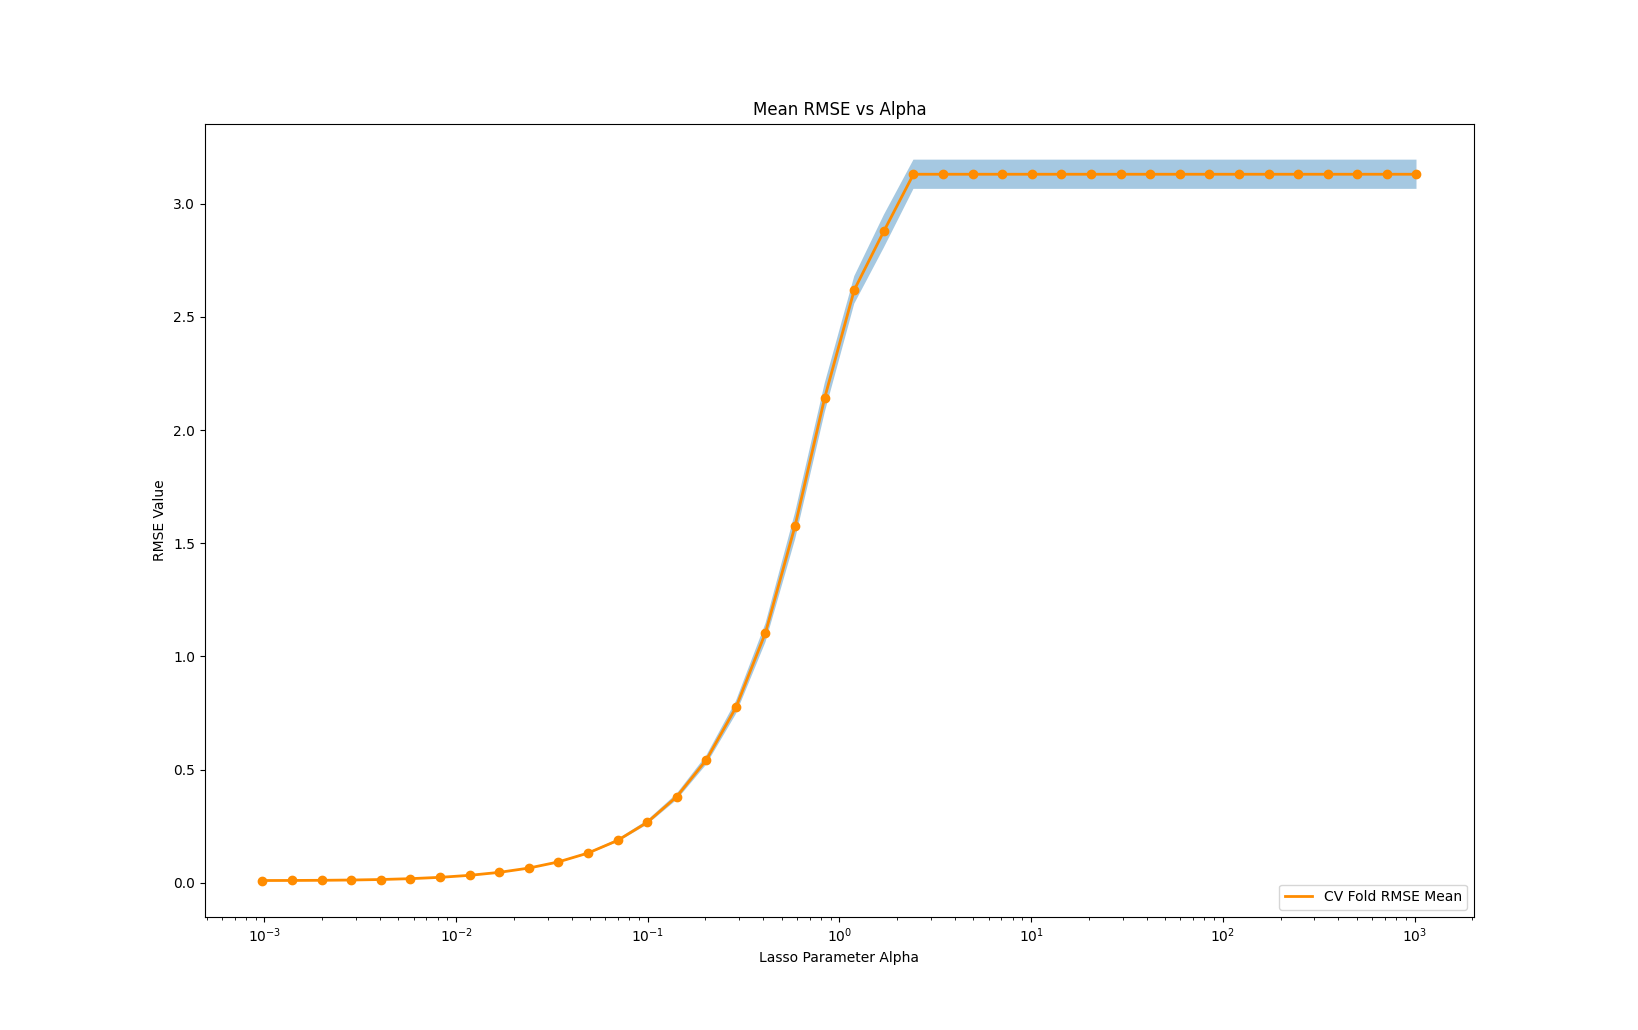 Mean RMSE vs Alpha
3.0
2.5
2.0
1.5
1.0
0.5
0.0
RMSE Value
CV Fold RMSE Mean
10⁻³ 10⁻² 10⁻¹ 10⁰ 10¹ 10² 10³
Lasso Parameter Alpha